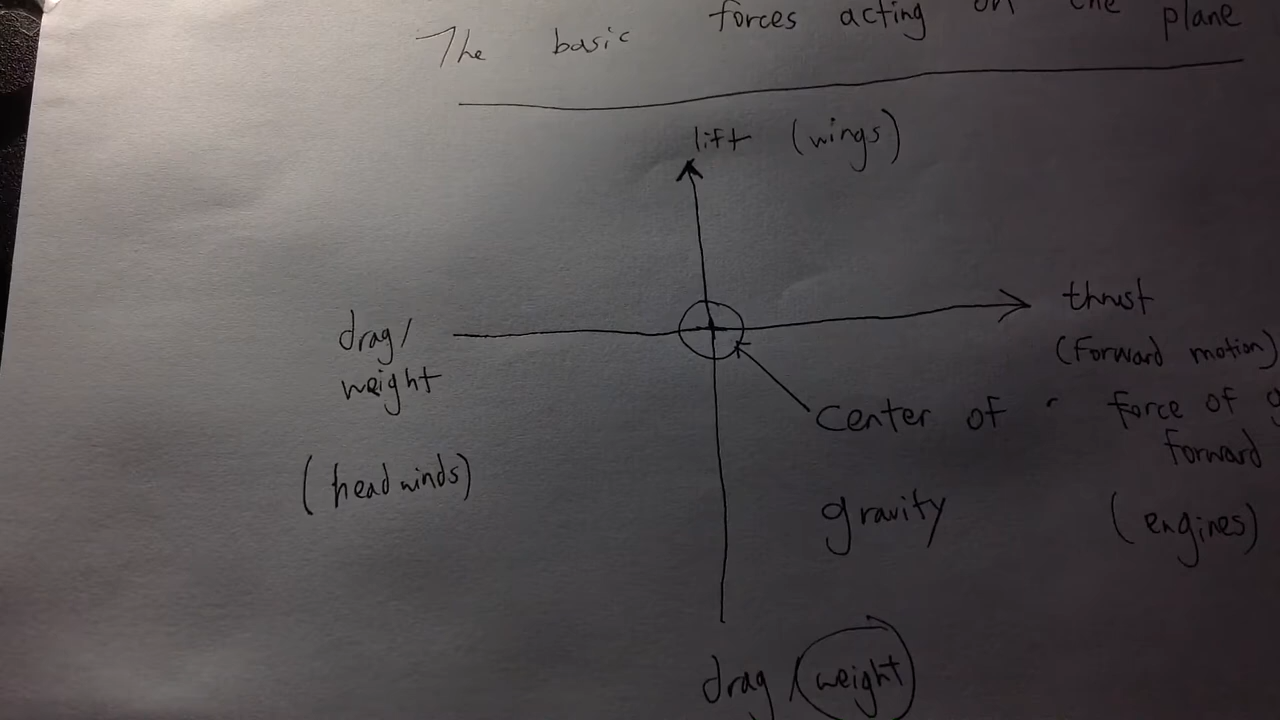 The basic forces acting on the plane
lift (wings)
thrust
(Forward motion)
drag/
weight
(head winds)
center of
gravity
force of
forward
(engines)
drag (weight)